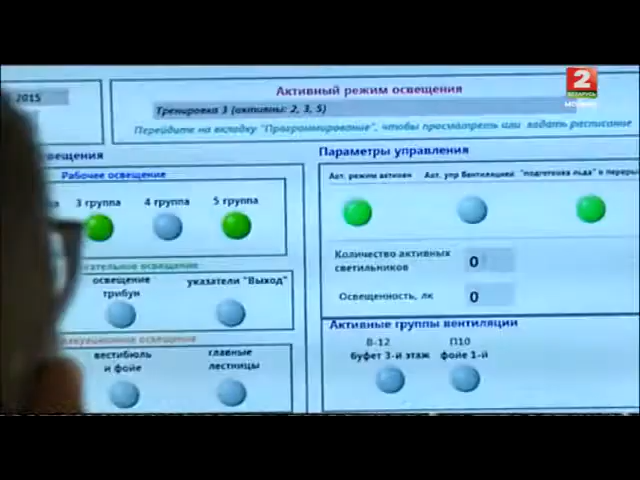 2
БЕЛАРУСЬ
2015
Активный режим освещения
Тренировка 3 (активны: 2, 3, 5)
Перейдите на вкладку "Программирование", чтобы просмотреть или задать расписание
Параметры управления
Рабочее освещение
3 группа 4 группа 5 группа
Авт. режим активен Авт. упр Вентиляцией "подготовка льда"
Количество активных
светильников
0
Освещенность, лк
0
освещение
трибун
указатели "Выход"
Активные группы вентиляции
вестибюль
и фойе
главные
лестницы
В-12
буфет 3-й этаж
П10
фойе 1-й